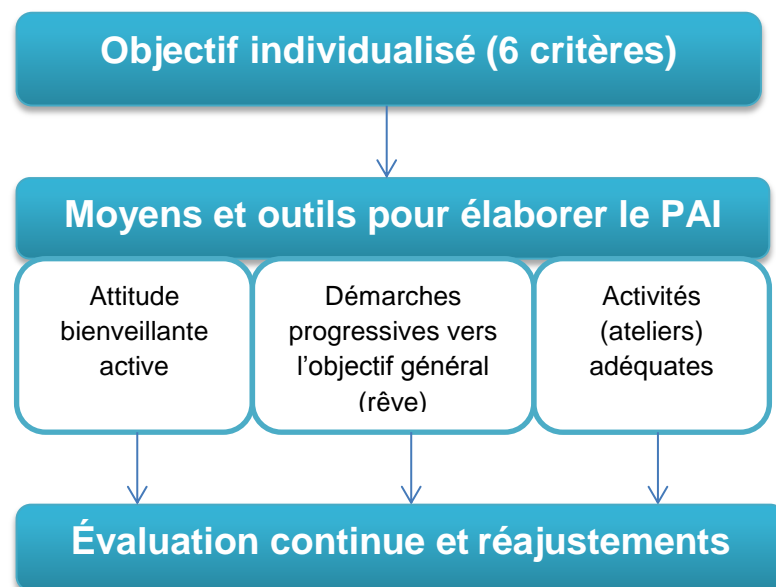 Objectif individualisé (6 critères)
Moyens et outils pour élaborer le PAI
Attitude
bienveillante
active
Démarches
progressives vers
l’objectif général
(rêve)
Activités
(ateliers)
adéquates
Évaluation continue et réajustements